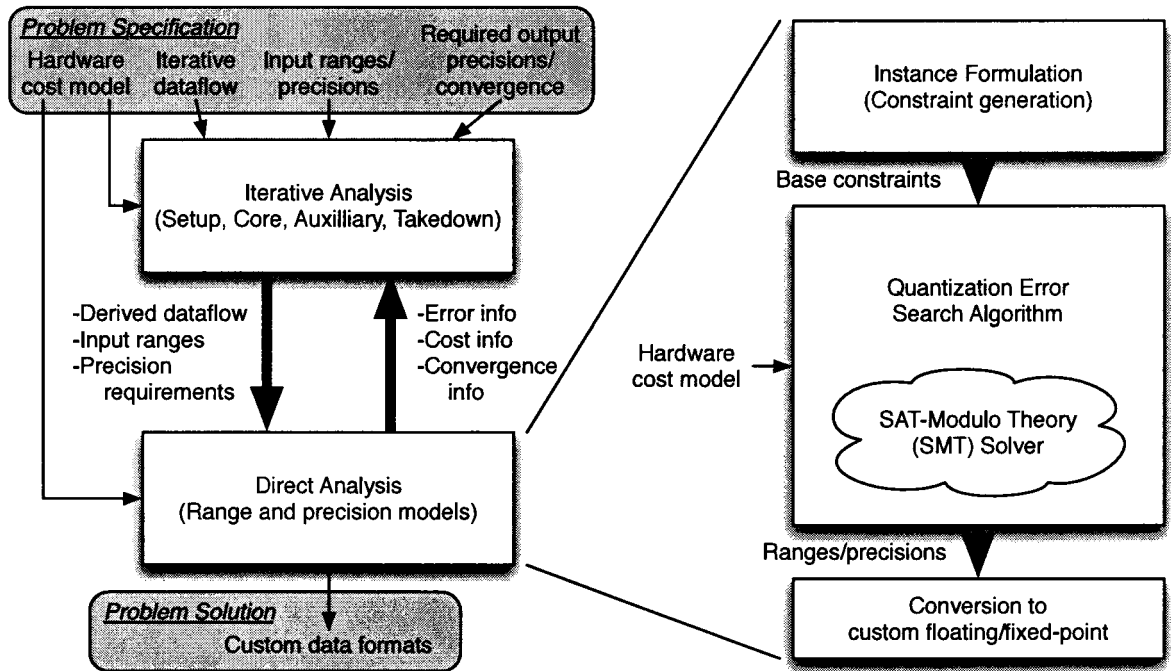 Problem Specification
Hardware
cost model
Iterative
dataflow
Input ranges/
precisions
Required output
precisions/
convergence
Iterative Analysis
(Setup, Core, Auxilliary, Takedown)
-Derived dataflow
-Input ranges
-Precision
requirements
-Error info
-Cost info
-Convergence
info
Direct Analysis
(Range and precision models)
Problem Solution
Custom data formats
Instance Formulation
(Constraint generation)
Base constraints
Quantization Error
Search Algorithm
Hardware
cost model
SAT-Modulo Theory
(SMT) Solver
Ranges/precisions
Conversion to
custom floating/fixed-point